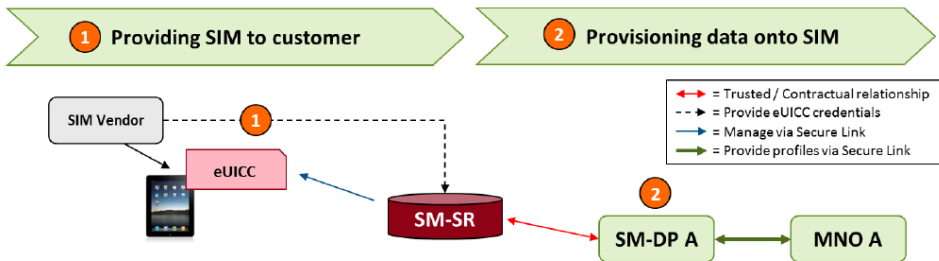 1 Providing SIM to customer
2 Provisioning data onto SIM
= Trusted / Contractual relationship
= Provide eUICC credentials
= Manage via Secure Link
= Provide profiles via Secure Link
SIM Vendor
1
eUICC
SM-SR
2
SM-DP A
MNO A